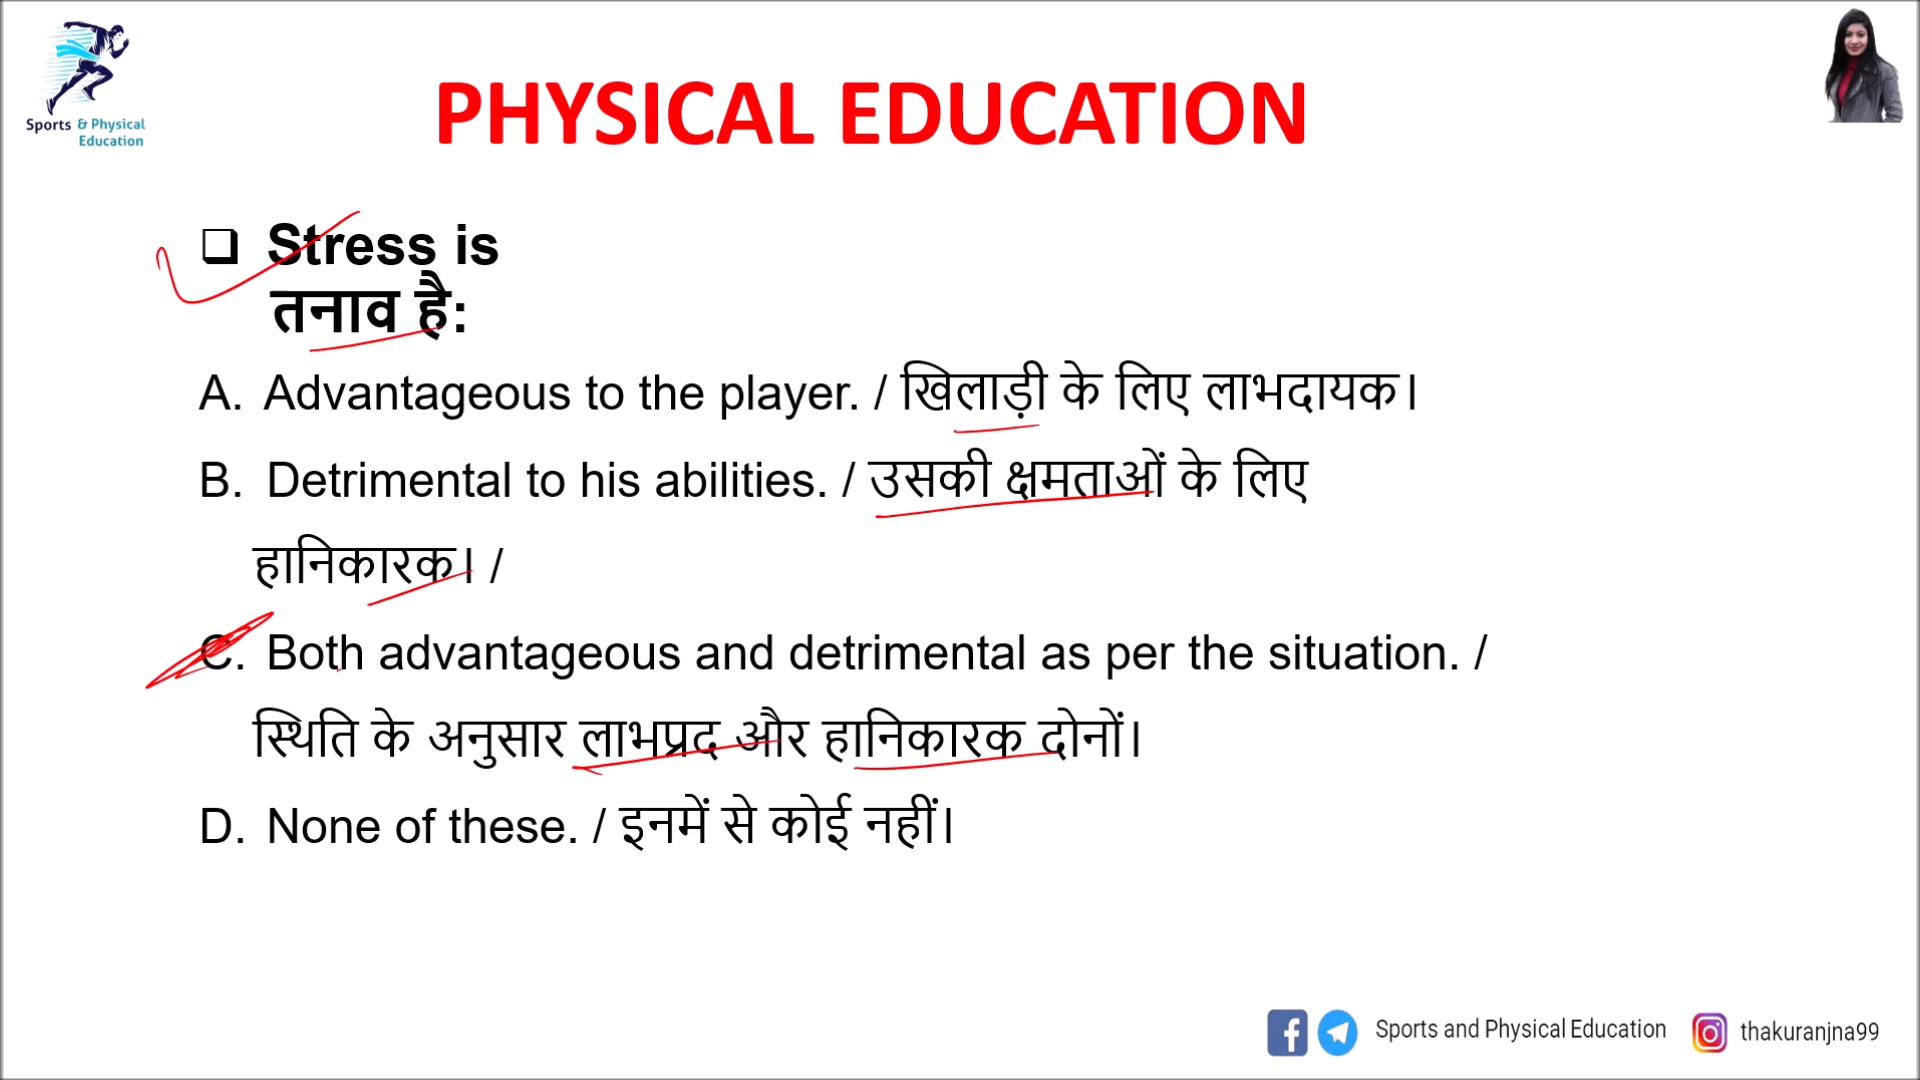 Sports & Physical
Education
PHYSICAL EDUCATION
Stress is
तनाव है:
A. Advantageous to the player. / खिलाड़ी के लिए लाभदायक।
B. Detrimental to his abilities. / उसकी क्षमताओं के लिए
हानिकारक। /
C. Both advantageous and detrimental as per the situation. /
स्थिति के अनुसार लाभप्रद और हानिकारक दोनों।
D. None of these. / इनमें से कोई नहीं।
Sports and Physical Education thakuranjna99